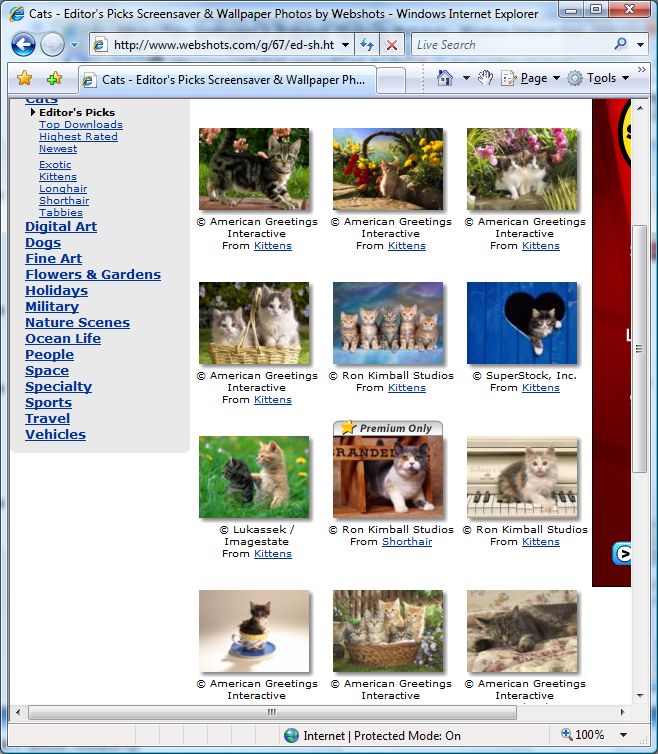 Cats - Editor's Picks Screensaver & Wallpaper Photos by Webshots - Windows Internet Explorer
http://www.webshots.com/g/67/ed-sh.ht
Live Search
Cats - Editor's Picks Screensaver & Wallpaper Ph...
Page
Tools
Cats
Editor's Picks
Top Downloads
Highest Rated
Newest
Exotic
Kittens
Longhair
Shorthair
Tabbies
Digital Art
Dogs
Fine Art
Flowers & Gardens
Holidays
Military
Nature Scenes
Ocean Life
People
Space
Specialty
Sports
Travel
Vehicles
© American Greetings Interactive
From Kittens
© American Greetings Interactive
From Kittens
© American Greetings Interactive
From Kittens
© American Greetings Interactive
From Kittens
© Ron Kimball Studios
From Kittens
© SuperStock, Inc.
From Kittens
© Lukassek / Imagestate
From Kittens
Premium Only
RANDEL
© Ron Kimball Studios
From Shorthair
© Ron Kimball Studios
From Kittens
© American Greetings Interactive
© American Greetings Interactive
© American Greetings Interactive
Internet | Protected Mode: On
100%